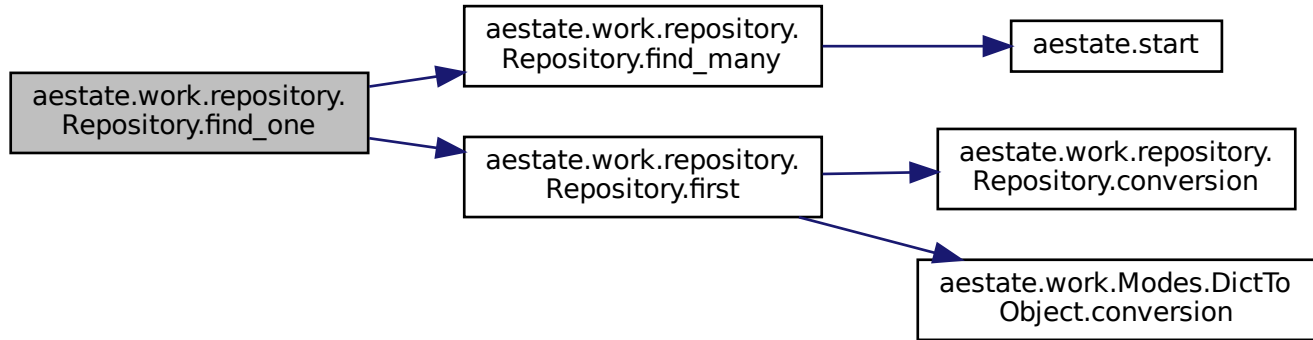 aestate.work.repository.
Repository.find_one
aestate.work.repository.
Repository.find_many
aestate.start
aestate.work.repository.
Repository.first
aestate.work.repository.
Repository.conversion
aestate.work.Modes.DictTo
Object.conversion